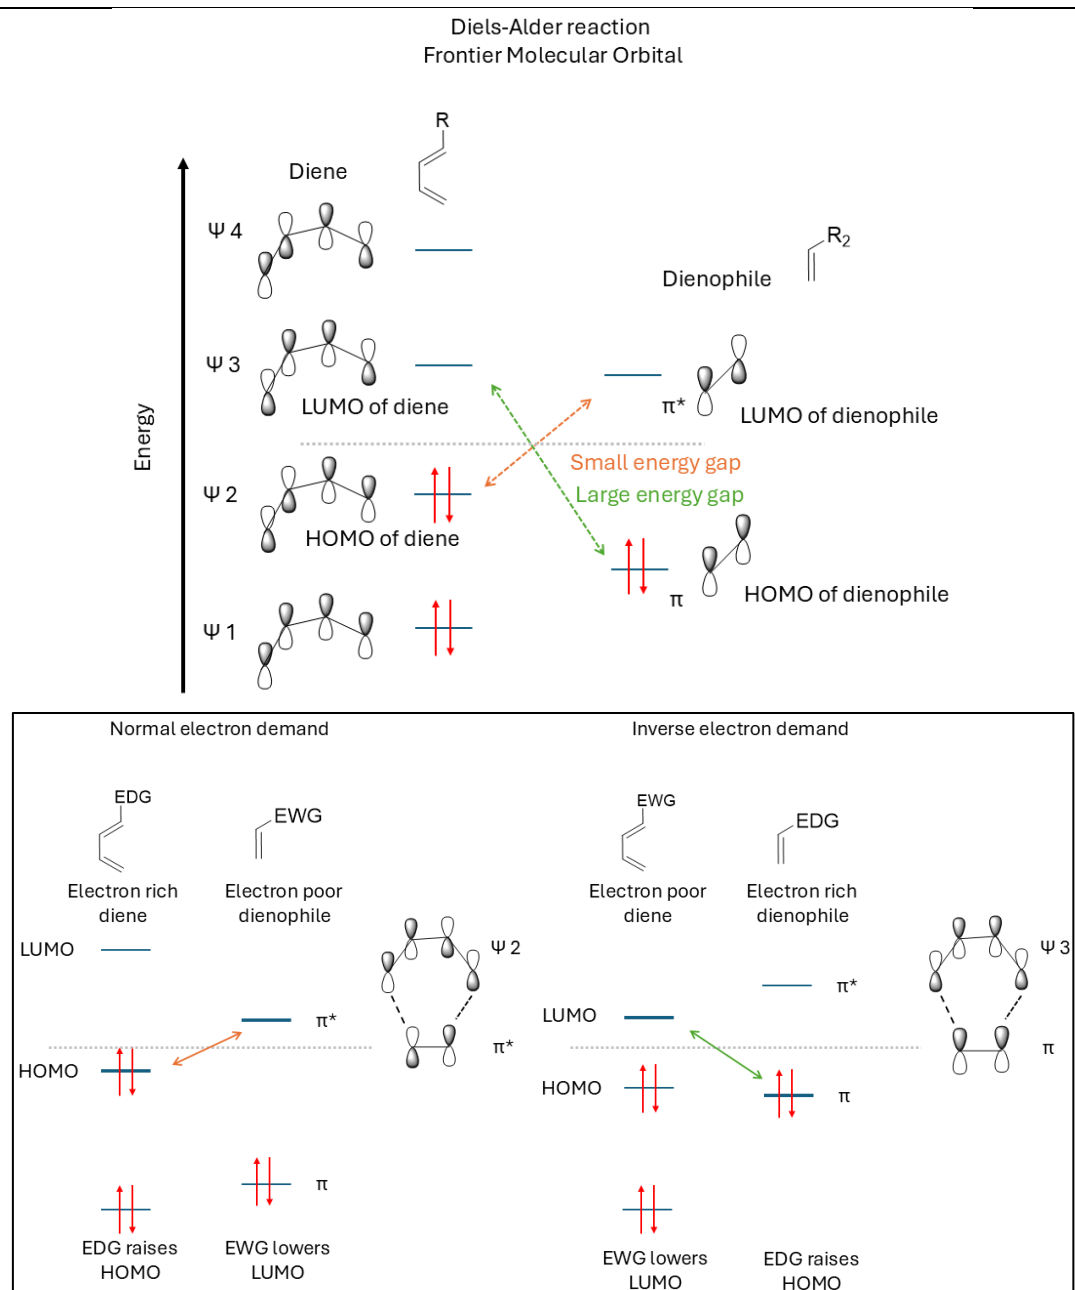 Diels-Alder reaction
Frontier Molecular Orbital
R
Diene
Ψ 4
R2
Dienophile
Ψ 3
LUMO of diene
π*
LUMO of dienophile
Energy
Small energy gap
Large energy gap
Ψ 2
HOMO of diene
π
HOMO of dienophile
Ψ 1
Normal electron demand
EDG
EWG
Electron rich
diene
Electron poor
dienophile
LUMO
π*
HOMO
π
Ψ 2
π*
EDG raises
HOMO
EWG lowers
LUMO
Inverse electron demand
EWG
EDG
Electron poor
diene
Electron rich
dienophile
π*
LUMO
HOMO
π
Ψ 3
π
EWG lowers
LUMO
EDG raises
HOMO